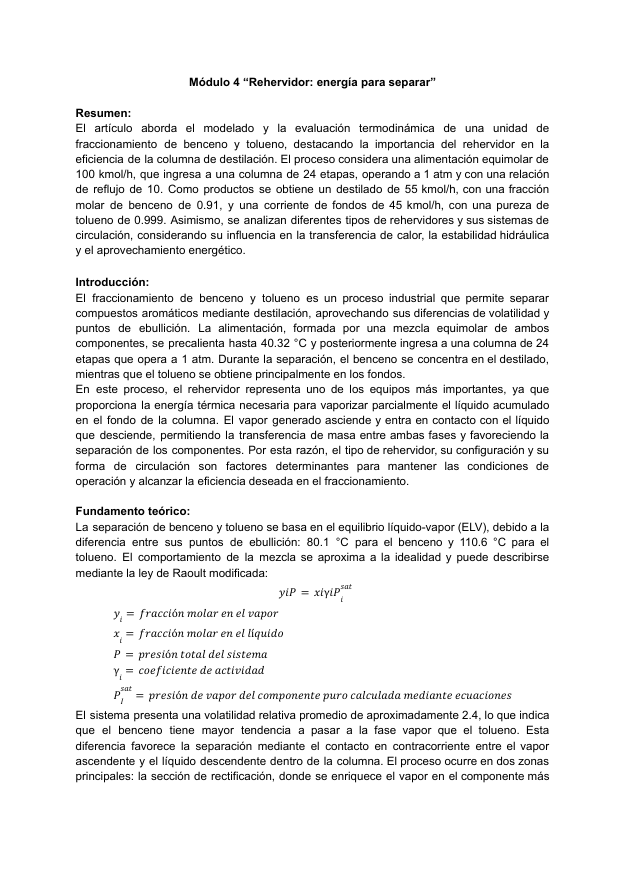 Módulo 4 “Rehervidor: energía para separar”
Resumen:
El artículo aborda el modelado y la evaluación termodinámica de una unidad de
fraccionamiento de benceno y tolueno, destacando la importancia del rehervidor en la
eficiencia de la columna de destilación. El proceso considera una alimentación equimolar de
100 kmol/h, que ingresa a una columna de 24 etapas, operando a 1 atm y con una relación
de reflujo de 10. Como productos se obtiene un destilado de 55 kmol/h, con una fracción
molar de benceno de 0.91, y una corriente de fondos de 45 kmol/h, con una pureza de
tolueno de 0.999. Asimismo, se analizan diferentes tipos de rehervidores y sus sistemas de
circulación, considerando su influencia en la transferencia de calor, la estabilidad hidráulica
y el aprovechamiento energético.
Introducción:
El fraccionamiento de benceno y tolueno es un proceso industrial que permite separar
compuestos aromáticos mediante destilación, aprovechando sus diferencias de volatilidad y
puntos de ebullición. La alimentación, formada por una mezcla equimolar de ambos
componentes, se precalienta hasta 40.32 °C y posteriormente ingresa a una columna de 24
etapas que opera a 1 atm. Durante la separación, el benceno se concentra en el destilado,
mientras que el tolueno se obtiene principalmente en los fondos.
En este proceso, el rehervidor representa uno de los equipos más importantes, ya que
proporciona la energía térmica necesaria para vaporizar parcialmente el líquido acumulado
en el fondo de la columna. El vapor generado asciende y entra en contacto con el líquido
que desciende, permitiendo la transferencia de masa entre ambas fases y favoreciendo la
separación de los componentes. Por esta razón, el tipo de rehervidor, su configuración y su
forma de circulación son factores determinantes para mantener las condiciones de
operación y alcanzar la eficiencia deseada en el fraccionamiento.
Fundamento teórico:
La separación de benceno y tolueno se basa en el equilibrio líquido-vapor (ELV), debido a la
diferencia entre sus puntos de ebullición: 80.1 °C para el benceno y 110.6 °C para el
tolueno. El comportamiento de la mezcla se aproxima a la idealidad y puede describirse
mediante la ley de Raoult modificada:
yiP = xiγiP_i^sat
y_i = fracción molar en el vapor
x_i = fracción molar en el líquido
P = presión total del sistema
γ_i = coeficiente de actividad
P_l^sat = presión de vapor del componente puro calculada mediante ecuaciones
El sistema presenta una volatilidad relativa promedio de aproximadamente 2.4, lo que indica
que el benceno tiene mayor tendencia a pasar a la fase vapor que el tolueno. Esta
diferencia favorece la separación mediante el contacto en contracorriente entre el vapor
ascendente y el líquido descendente dentro de la columna. El proceso ocurre en dos zonas
principales: la sección de rectificación, donde se enriquece el vapor en el componente más